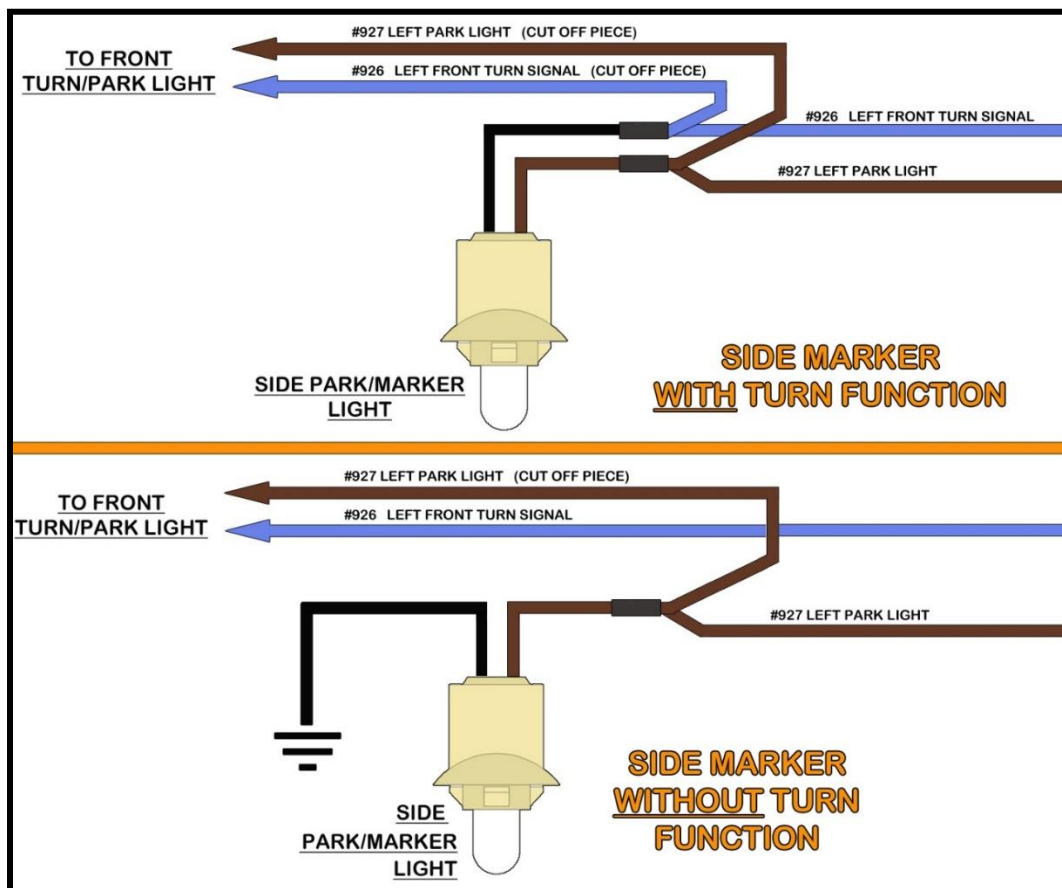 #927 LEFT PARK LIGHT (CUT OFF PIECE)
TO FRONT
TURN/PARK LIGHT
#926 LEFT FRONT TURN SIGNAL (CUT OFF PIECE)
#926 LEFT FRONT TURN SIGNAL
#927 LEFT PARK LIGHT
SIDE PARK/MARKER
LIGHT
SIDE MARKER
WITH TURN FUNCTION
#927 LEFT PARK LIGHT (CUT OFF PIECE)
TO FRONT
TURN/PARK LIGHT
#926 LEFT FRONT TURN SIGNAL
#927 LEFT PARK LIGHT
SIDE
PARK/MARKER
LIGHT
SIDE MARKER
WITHOUT TURN
FUNCTION